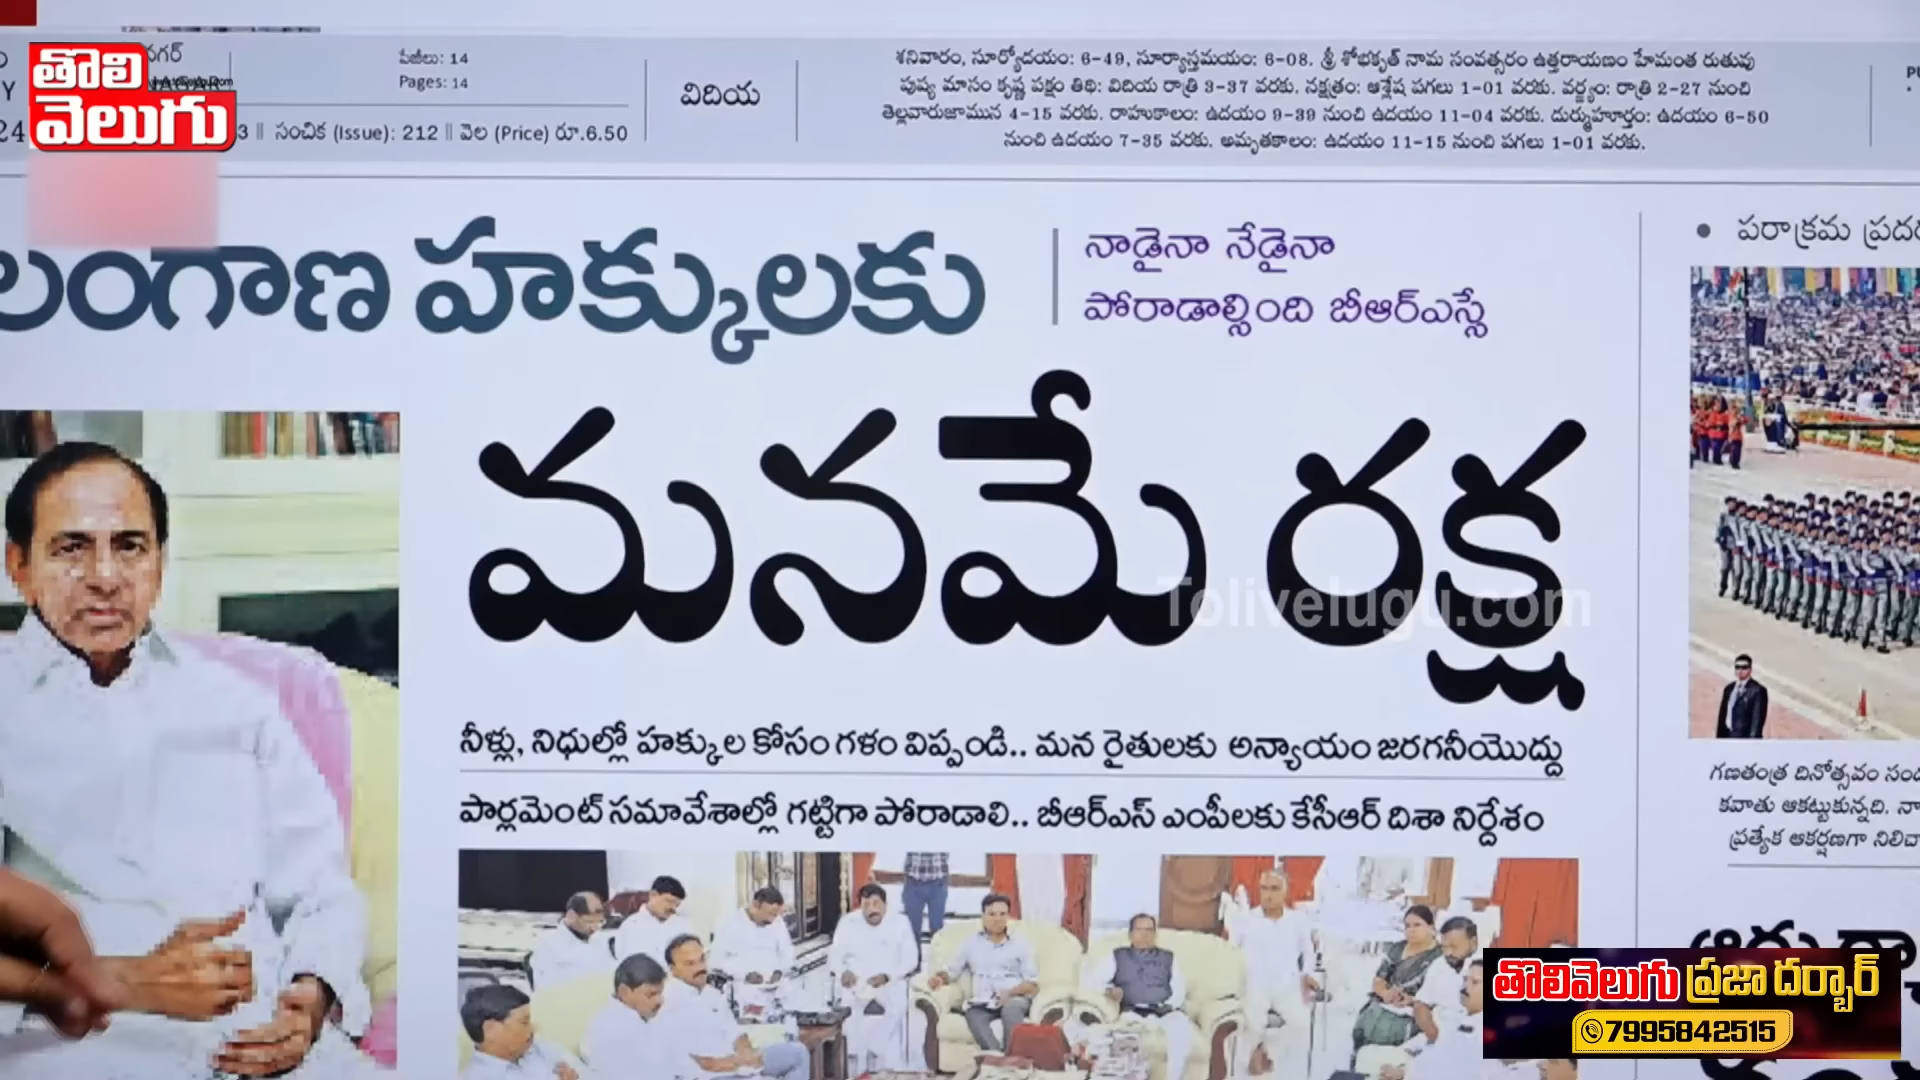 తొలి
వెలుగు
నగర్
పేజీలు: 14
Pages: 14
3 || సంచిక (Issue): 212 || వెల (Price) రూ.6.50
విదియ
శనివారం, సూర్యోదయం: 6-49, సూర్యాస్తమయం: 6-08. శ్రీ శోభకృత్ నామ సంవత్సరం ఉత్తరాయణం హేమంత రుతువు
పుష్య మాసం కృష్ణ పక్షం తిథి: విదియ రాత్రి 3-37 వరకు. నక్షత్రం: ఆశ్లేష పగలు 1-01 వరకు. వర్జ్యం: రాత్రి 2-27 నుంచి
తెల్లవారుజామున 4-15 వరకు. రాహుకాలం: ఉదయం 9-39 నుంచి ఉదయం 11-04 వరకు. దుర్ముహూర్తం: ఉదయం 6-50
నుంచి ఉదయం 7-35 వరకు. అమృతకాలం: ఉదయం 11-15 నుంచి పగలు 1-01 వరకు.
లంగాణ హక్కులకు
నాడైనా నేడైనా
పోరాడాల్సింది బీఆర్ఎస్సే
మనమే రక్ష
Tolivelugu.com
నీళ్లు, నిధుల్లో హక్కుల కోసం గళం విప్పండి.. మన రైతులకు అన్యాయం జరగనీయొద్దు
పార్లమెంట్ సమావేశాల్లో గట్టిగా పోరాడాలి.. బీఆర్ఎస్ ఎంపీలకు కేసీఆర్ దిశా నిర్దేశం
• పరాక్రమ
గణతంత్ర దినోత్సవం
కవాతు ఆకట్టుకున్నది.
ప్రత్యేక ఆకర్షణగా
తొలివెలుగు ప్రజా దర్బార్
7995842515